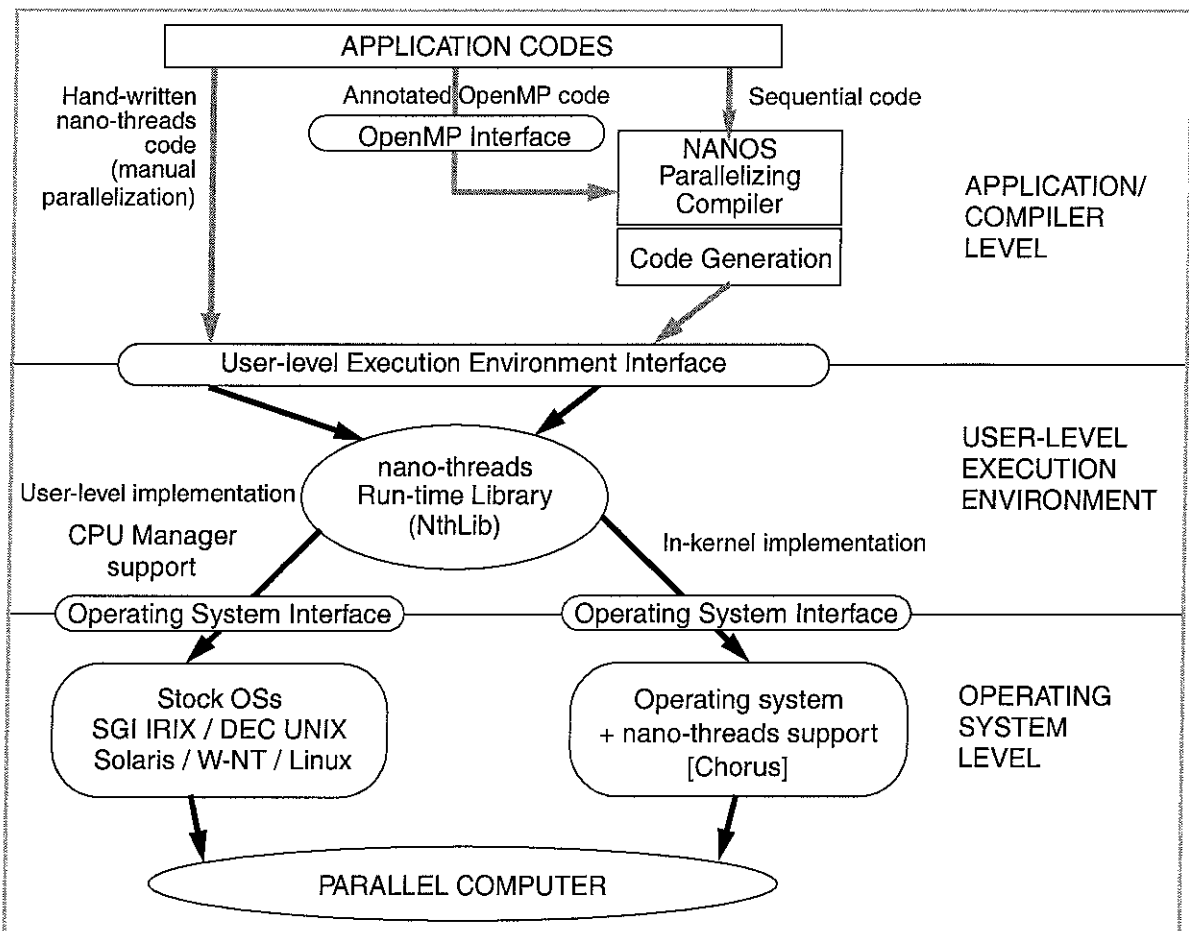 APPLICATION CODES
Hand-written
nano-threads
code
(manual
parallelization)
Annotated OpenMP code
OpenMP Interface
Sequential code
NANOS
Parallelizing
Compiler
Code Generation
APPLICATION/
COMPILER
LEVEL
User-level Execution Environment Interface
nano-threads
Run-time Library
(NthLib)
USER-LEVEL
EXECUTION
ENVIRONMENT
User-level implementation
CPU Manager
support
In-kernel implementation
Operating System Interface
Operating System Interface
Stock OSs
SGI IRIX / DEC UNIX
Solaris / W-NT / Linux
Operating system
+ nano-threads support
[Chorus]
OPERATING
SYSTEM
LEVEL
PARALLEL COMPUTER